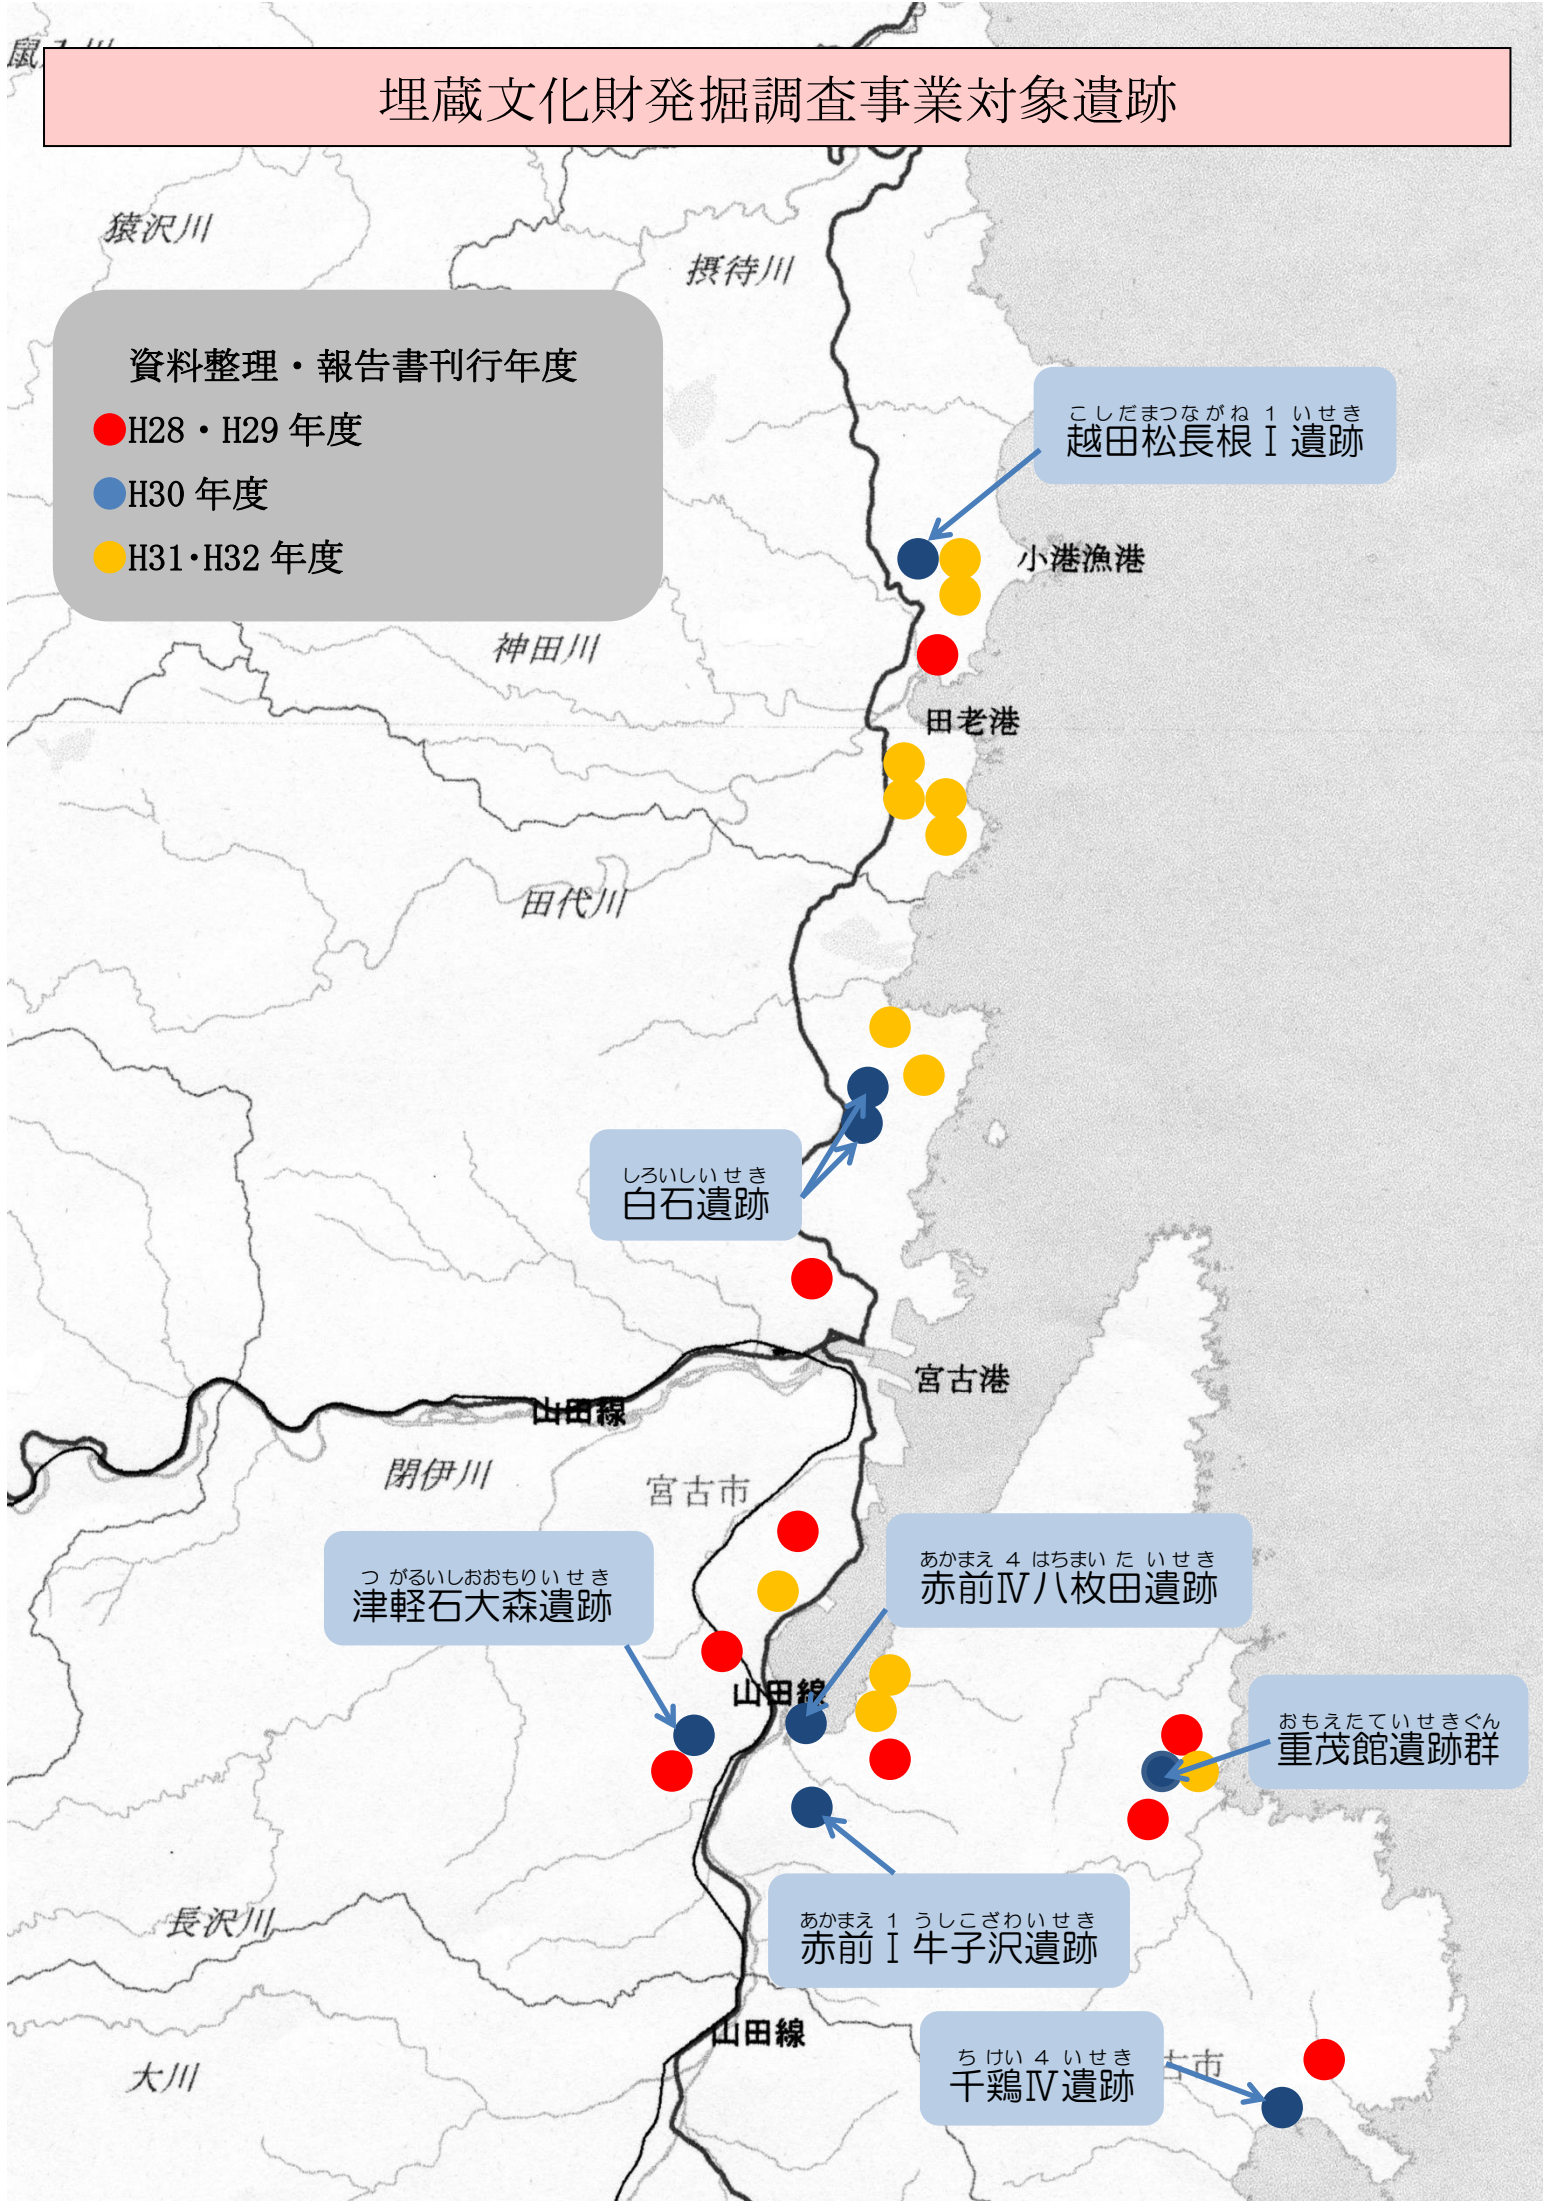 埋蔵文化財発掘調査事業対象遺跡
猿沢川
摂待川
資料整理・報告書刊行年度
H28・H29 年度
H30 年度
H31・H32 年度
こしだまつながね 1 いせき
越田松長根Ⅰ遺跡
小港漁港
神田川
田老港
田代川
しろいしいせき
白石遺跡
宮古港
山田線
閉伊川
宮古市
つがるいしおおもりいせき
津軽石大森遺跡
あかまえ 4 はちまいたいせき
赤前Ⅳ八枚田遺跡
山田線
おもえたていせきぐん
重茂館遺跡群
あかまえ 1 うしこざわいせき
赤前Ⅰ牛子沢遺跡
長沢川
山田線
ちけい 4 いせき
千鶏Ⅳ遺跡
古市
大川